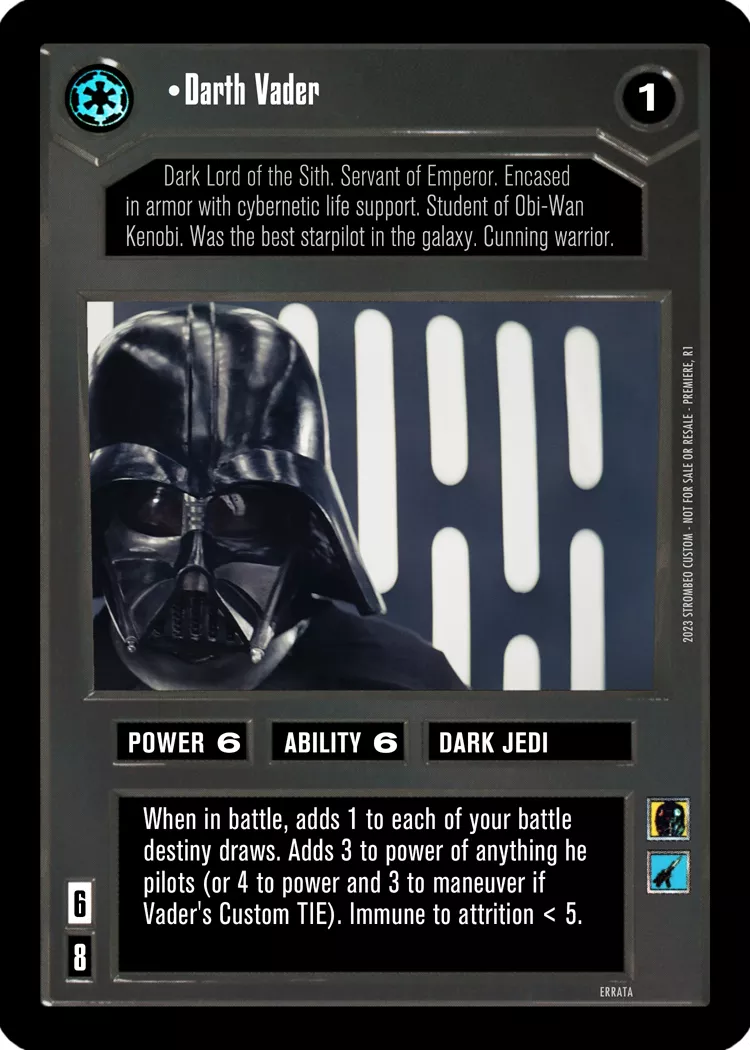 •Darth Vader
1
Dark Lord of the Sith. Servant of Emperor. Encased
in armor with cybernetic life support. Student of Obi-Wan
Kenobi. Was the best starpilot in the galaxy. Cunning warrior.
2023 STROMBEO CUSTOM - NOT FOR SALE OR RESALE - PREMIERE, R1
POWER 6
ABILITY 6
DARK JEDI
When in battle, adds 1 to each of your battle
destiny draws. Adds 3 to power of anything he
pilots (or 4 to power and 3 to maneuver if
Vader's Custom TIE). Immune to attrition < 5.
6
8
ERRATA